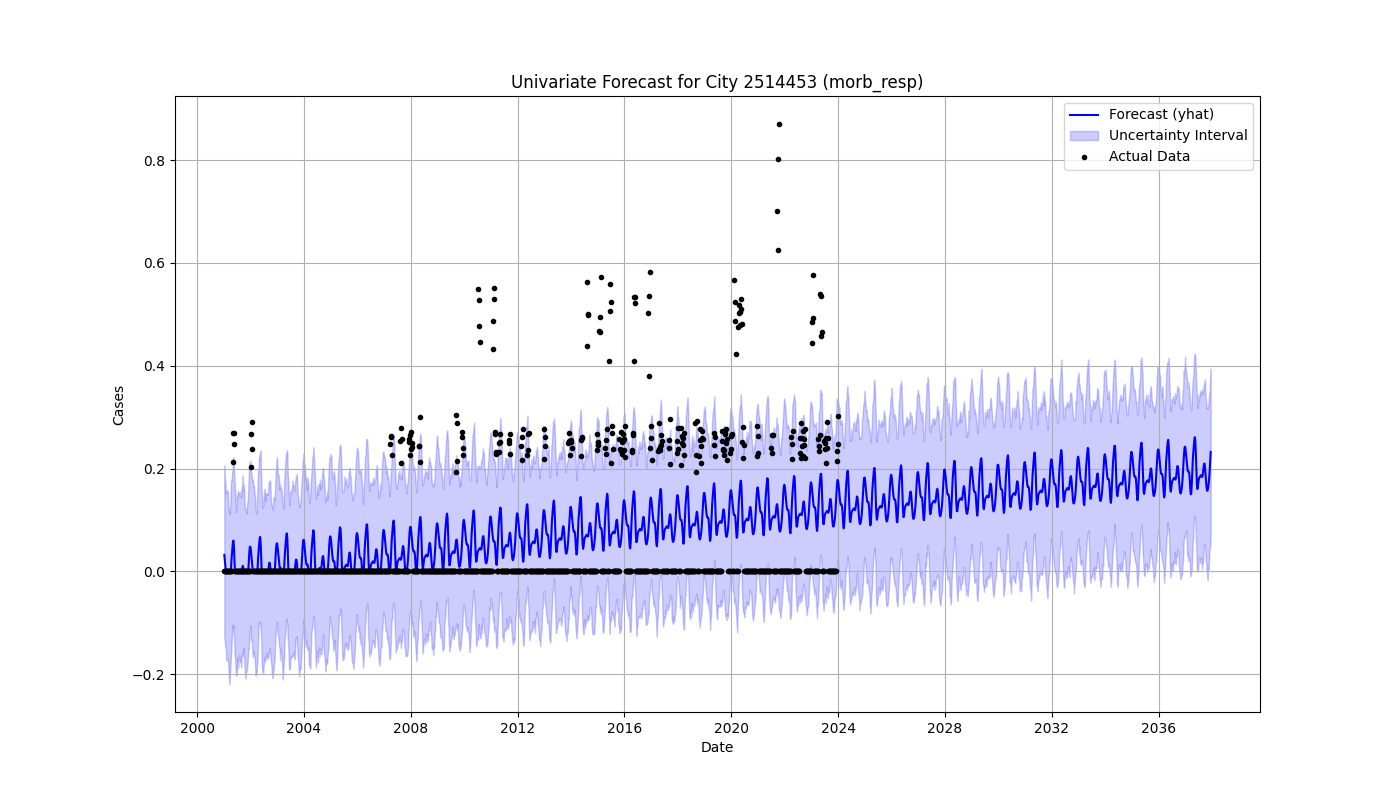 Univariate Forecast for City 2514453 (morb_resp)
Forecast (yhat)
Uncertainty Interval
Actual Data
Cases
0.8
0.6
0.4
0.2
0.0
−0.2
2000 2004 2008 2012 2016 2020 2024 2028 2032 2036
Date